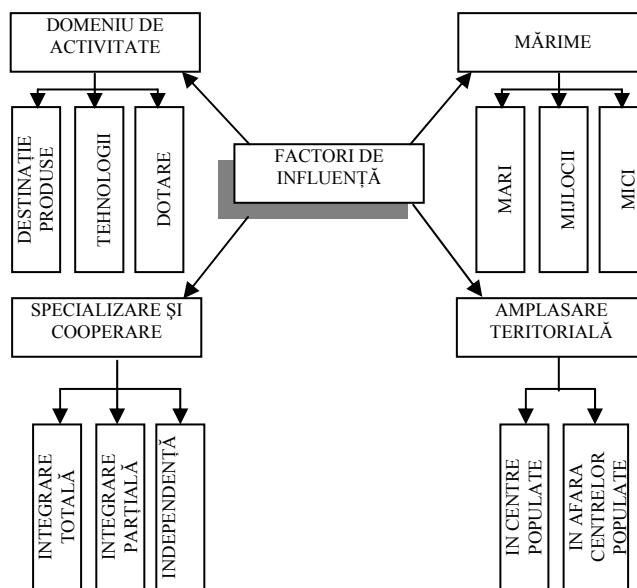 DOMENIU DE
ACTIVITATE
MĂRIME
DESTINAȚIE
PRODUSE
TEHNOLOGII
DOTARE
FACTORI DE
INFLUENȚĂ
MARI
MIJLOCII
MICI
SPECIALIZARE ŞI
COOPERARE
AMPLASARE
TERITORIALĂ
INTEGRARE
TOTALĂ
INTEGRARE
PARȚIALĂ
INDEPENDENȚĂ
IN CENTRE
POPULATE
IN AFARA
CENTRELOR
POPULATE